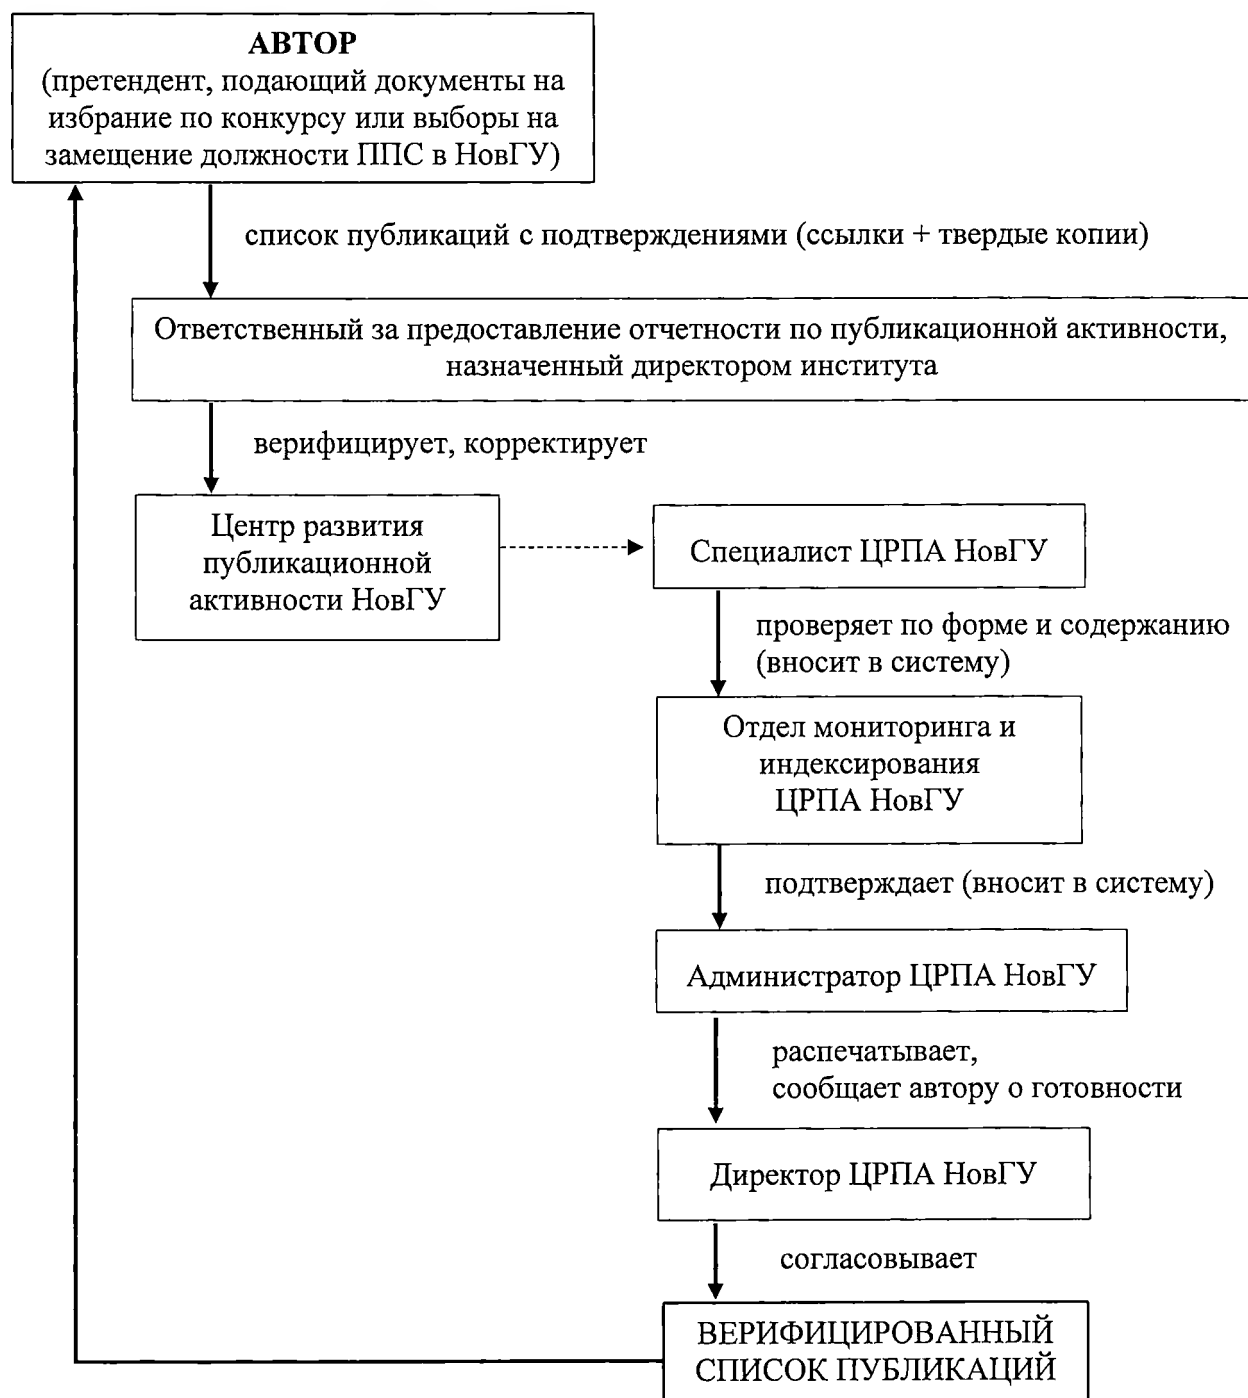 АВТОР
(претендент, подающий документы на
избрание по конкурсу или выборы на
замещение должности ППС в НовГУ)
список публикаций с подтверждениями (ссылки + твердые копии)
Ответственный за предоставление отчетности по публикационной активности,
назначенный директором института
верифицирует, корректирует
Центр развития
публикационной
активности НовГУ
Специалист ЦРПА НовГУ
проверяет по форме и содержанию
(вносит в систему)
Отдел мониторинга и
индексирования
ЦРПА НовГУ
подтверждает (вносит в систему)
Администратор ЦРПА НовГУ
распечатывает,
сообщает автору о готовности
Директор ЦРПА НовГУ
согласовывает
ВЕРИФИЦИРОВАННЫЙ
СПИСОК ПУБЛИКАЦИЙ